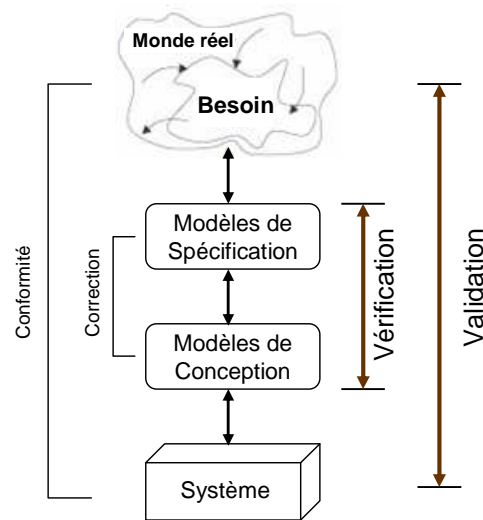 Monde réel
Besoin
Modèles de
Spécification
Modèles de
Conception
Système
Conformité
Correction
Vérification
Validation